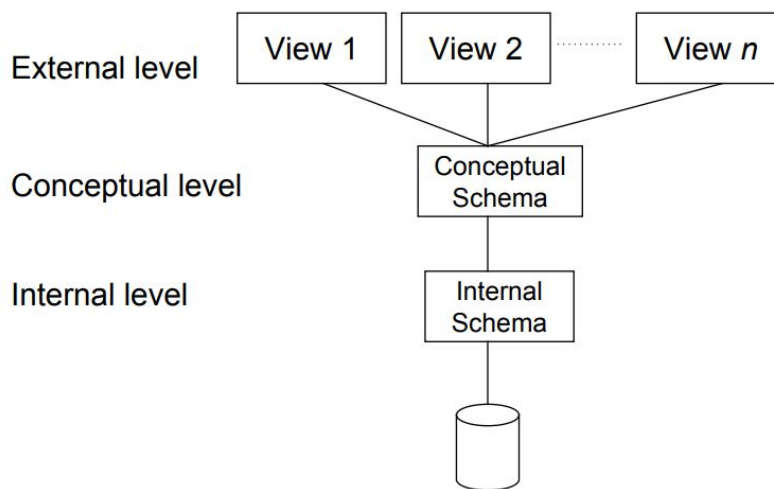 View 1
View 2
View n
External level
Conceptual
Schema
Conceptual level
Internal
Schema
Internal level